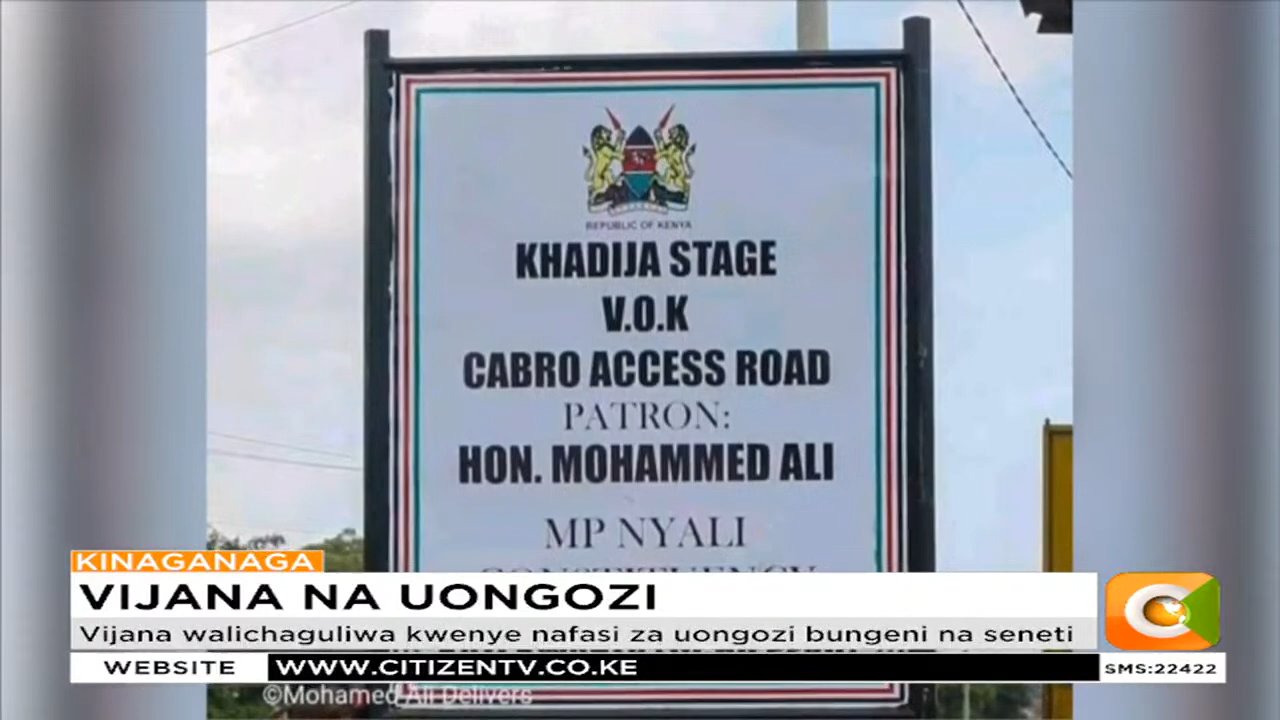 REPUBLIC OF KENYA
KHADIJA STAGE
V.O.K
CABRO ACCESS ROAD
PATRON:
HON. MOHAMMED ALI
MP NYALI
CONSTITUENCY
KINAGANAGA
VIJANA NA UONGOZI
Vijana walichaguliwa kwenye nafasi za uongozi bungeni na seneti
WEBSITE WWW.CITIZENTV.CO.KE
SMS:22422
©Mohamed Ali Delivers